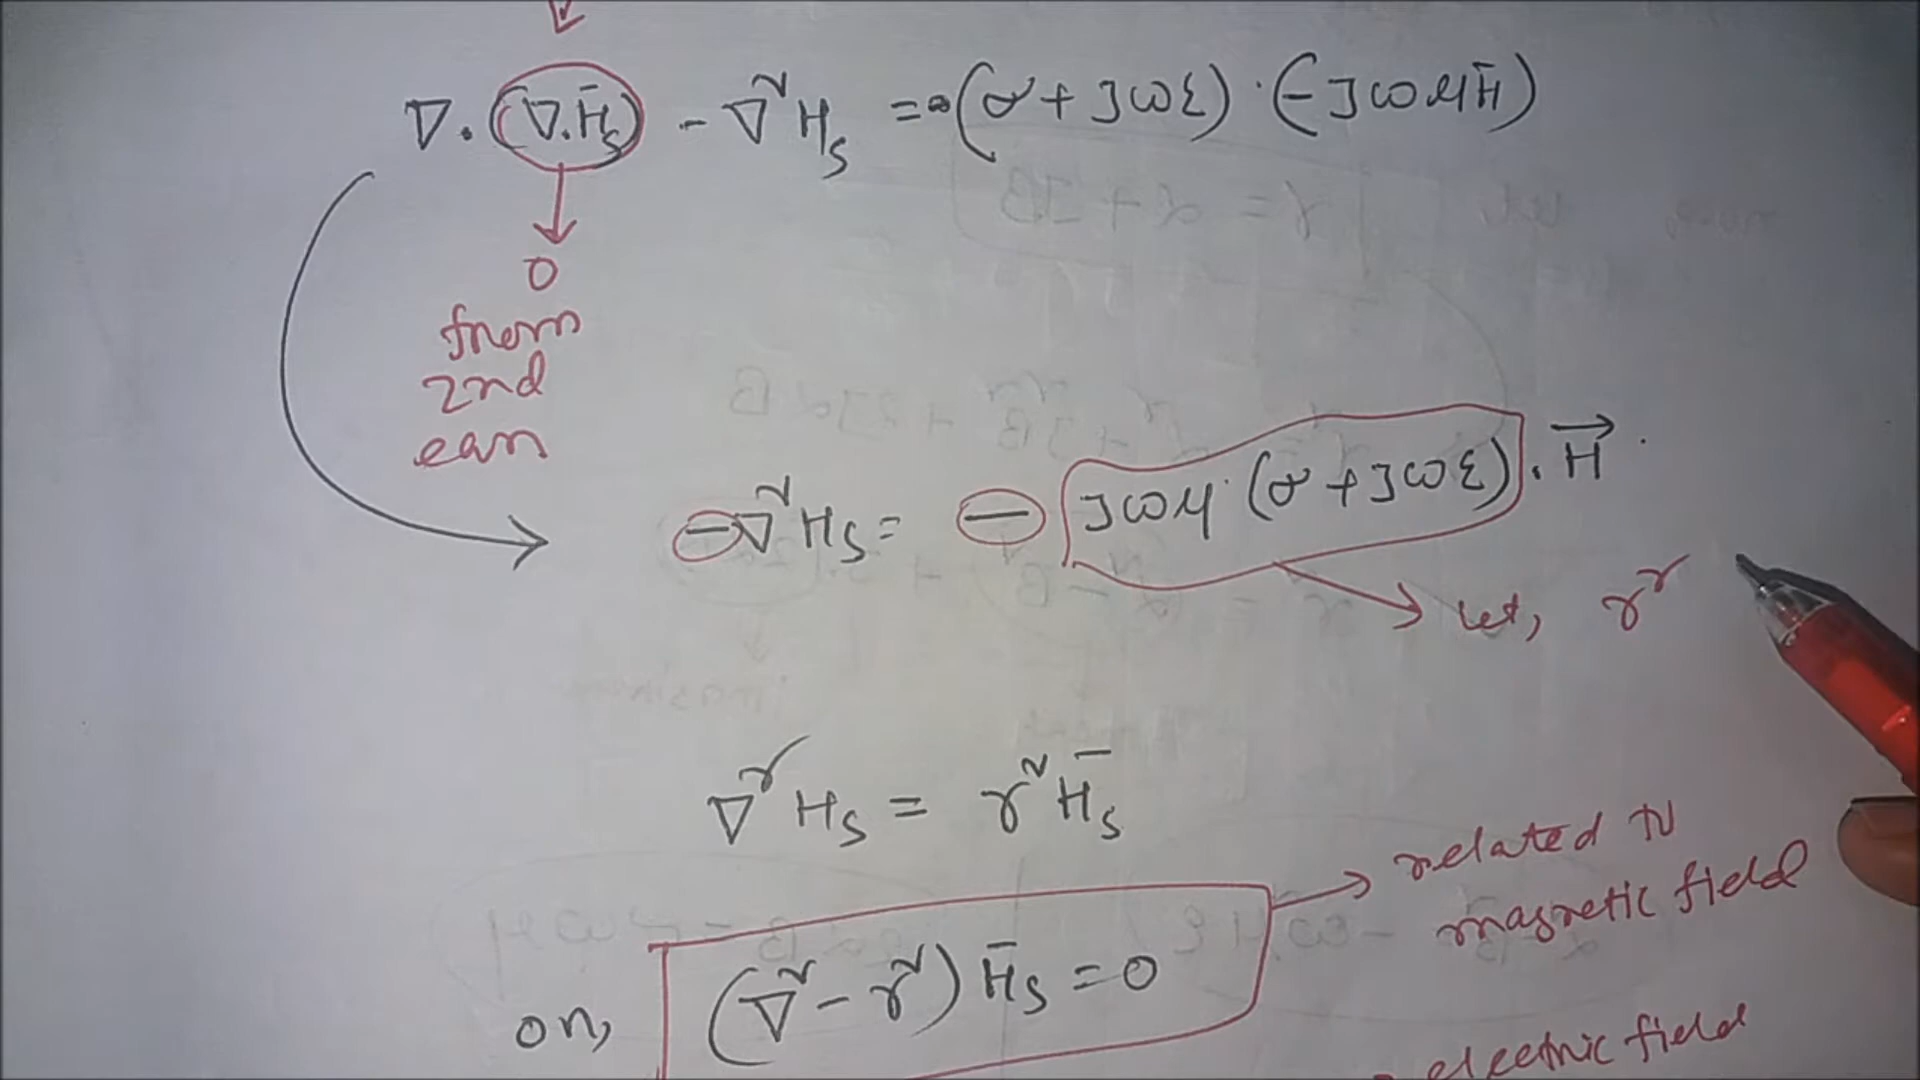 ∇.(∇.H̄s) - ∇²Hs = (σ + Jωε) . (-JωμH̄)
0
from
2nd
eqn
-∇²Hs = - Jωμ (σ + Jωε) . H⃗
let, γ²
∇²Hs = γ²H̄s
related to
magnetic field
or, (∇² - γ²) H̄s = 0
electric field